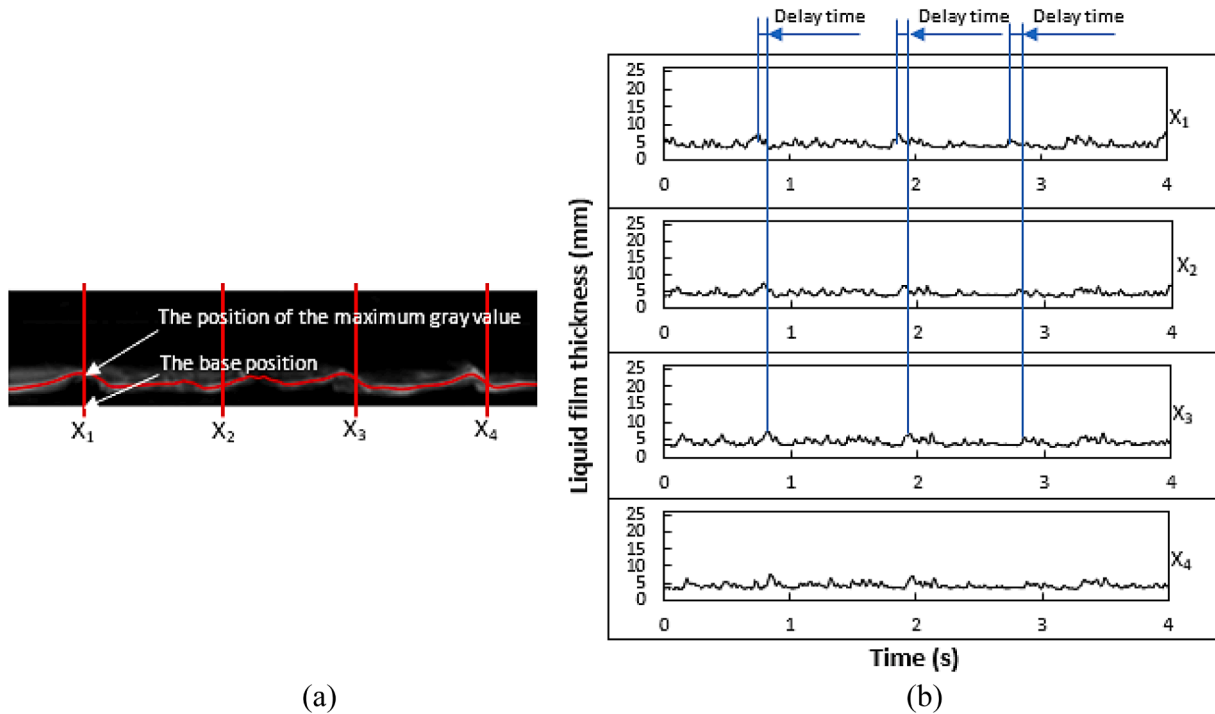 The position of the maximum gray value
The base position
X1 X2 X3 X4
(a)
Delay time Delay time Delay time
Liquid film thickness (mm)
25
20
15
10
5
0
0 1 2 3 4
X1
25
20
15
10
5
0
0 1 2 3 4
X2
25
20
15
10
5
0
0 1 2 3 4
X3
25
20
15
10
5
0
0 1 2 3 4
X4
Time (s)
(b)